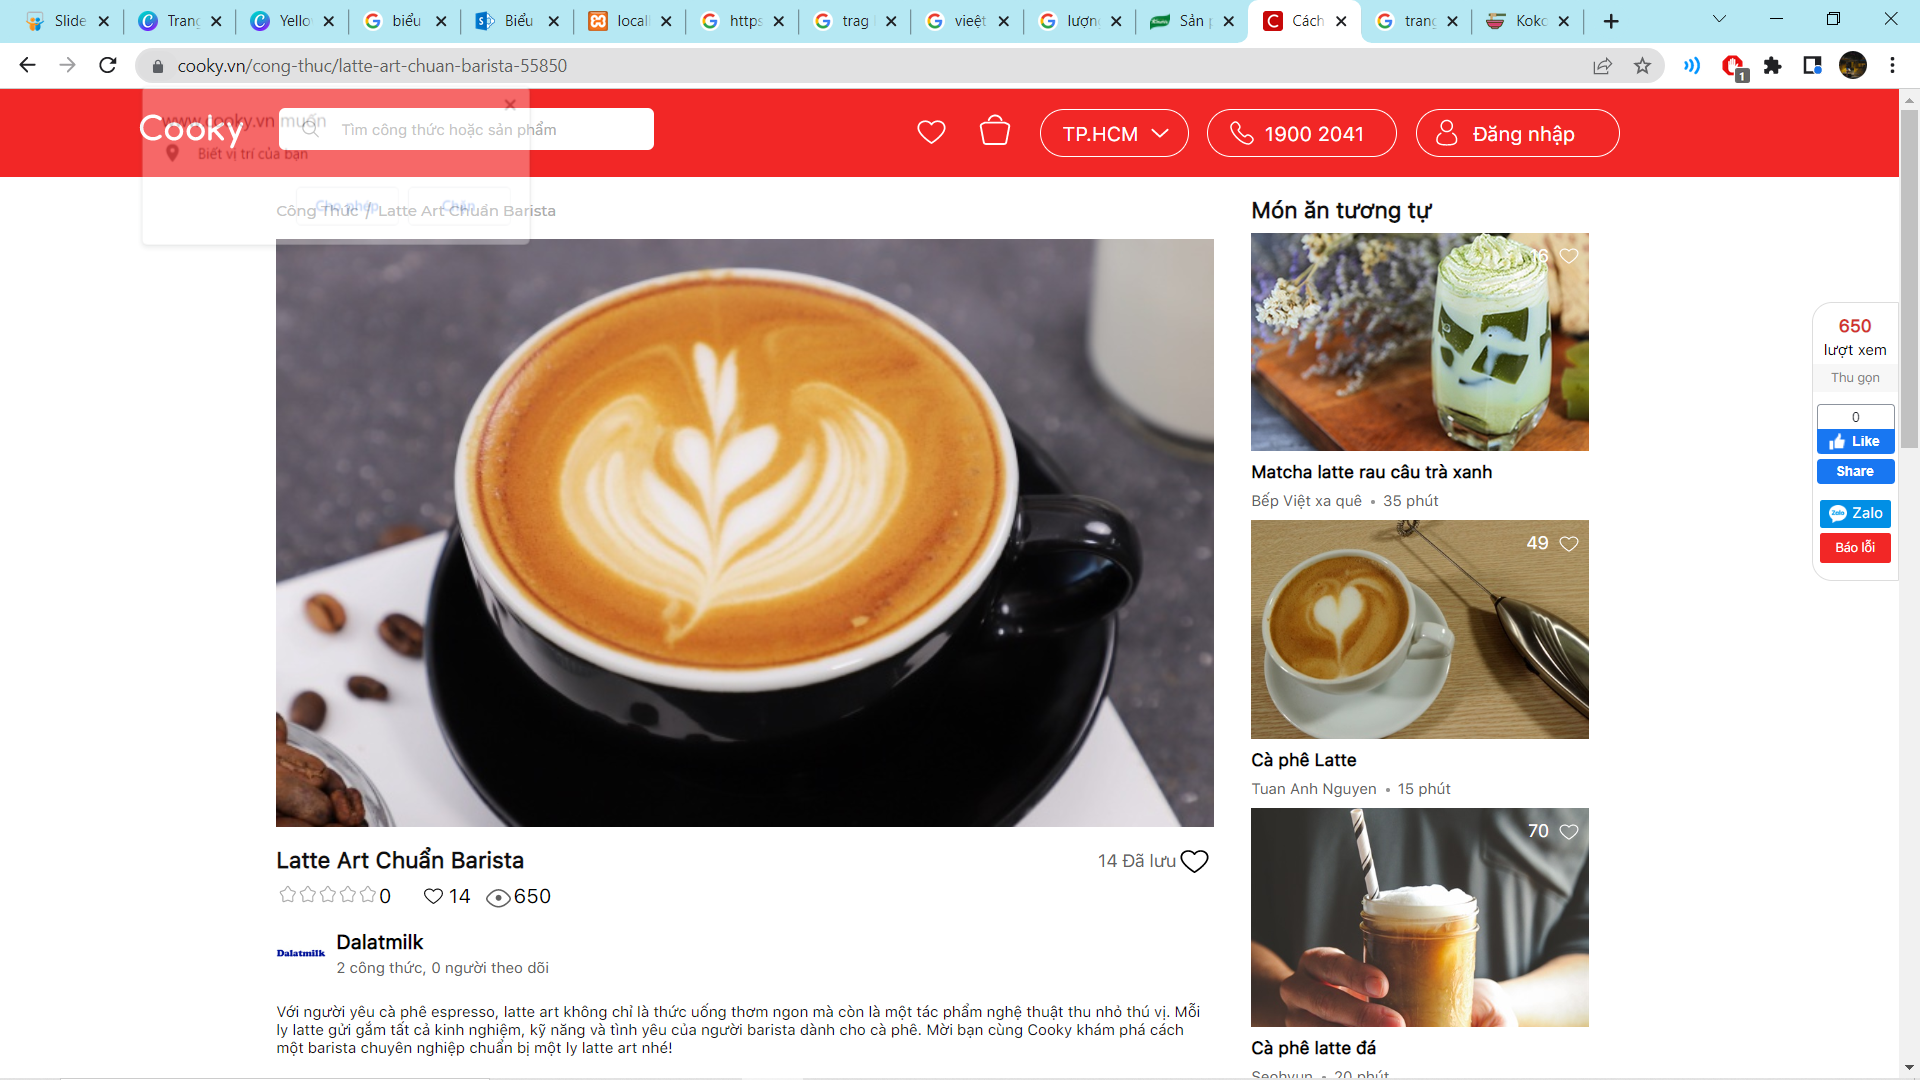 Slide
Trang
Yello
biểu
Biểu
locall
https
trag
việt
lượn
Sản p
Cách
trang
Koko
cooky.vn/cong-thuc/latte-art-chuan-barista-55850
1
www.cooky.vn muốn
Biết vị trí của bạn
Cho phép
Chặn
Cooky
Tìm công thức hoặc sản phẩm
TP.HCM
1900 2041
Đăng nhập
Công Thức / Latte Art Chuẩn Barista
Món ăn tương tự
Matcha latte rau câu trà xanh
Bếp Việt xa quê • 35 phút
49
Cà phê Latte
Tuan Anh Nguyen • 15 phút
70
Cà phê latte đá
Seohyun • 20 phút
650
lượt xem
Thu gọn
0
Like
Share
Zalo
Báo lỗi
Latte Art Chuẩn Barista
14 Đã lưu
0 14 650
Dalatmilk
Dalatmilk
2 công thức, 0 người theo dõi
Với người yêu cà phê espresso, latte art không chỉ là thức uống thơm ngon mà còn là một tác phẩm nghệ thuật thu nhỏ thú vị. Mỗi
ly latte gửi gắm tất cả kinh nghiệm, kỹ năng và tình yêu của người barista dành cho cà phê. Mời bạn cùng Cooky khám phá cách
một barista chuyên nghiệp chuẩn bị một ly latte art nhé!